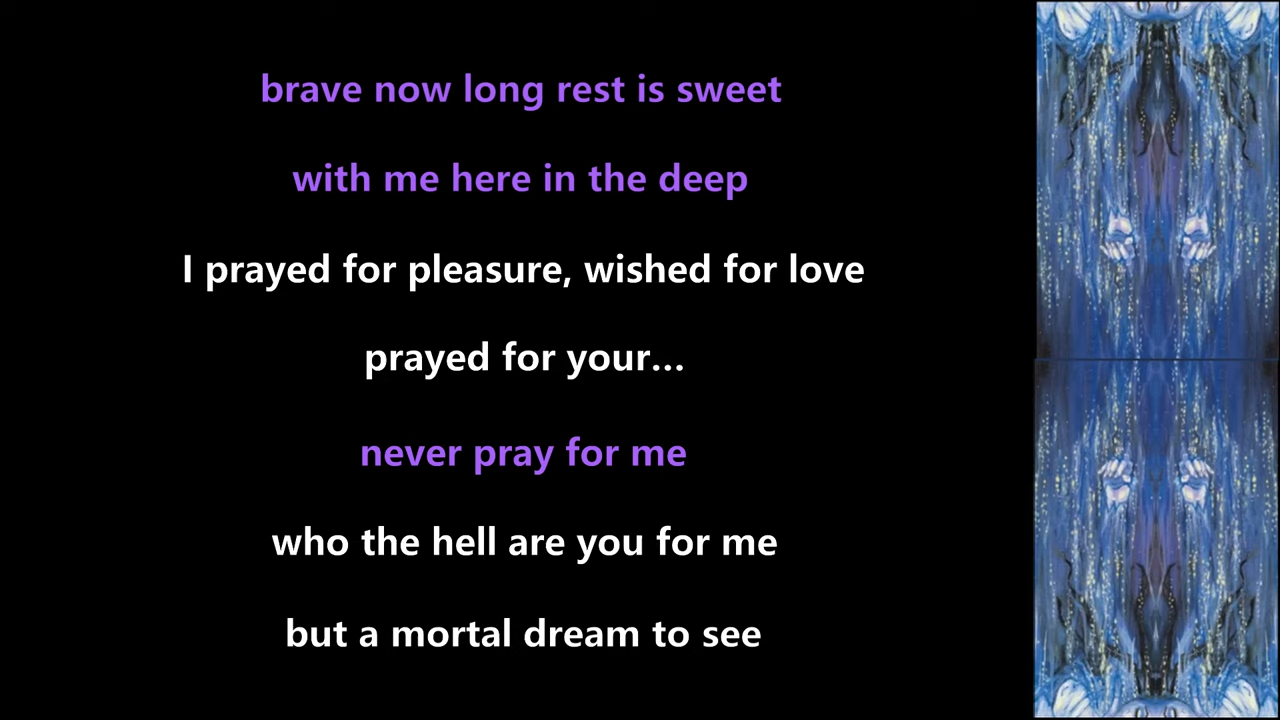 brave now long rest is sweet
with me here in the deep
I prayed for pleasure, wished for love
prayed for your...
never pray for me
who the hell are you for me
but a mortal dream to see